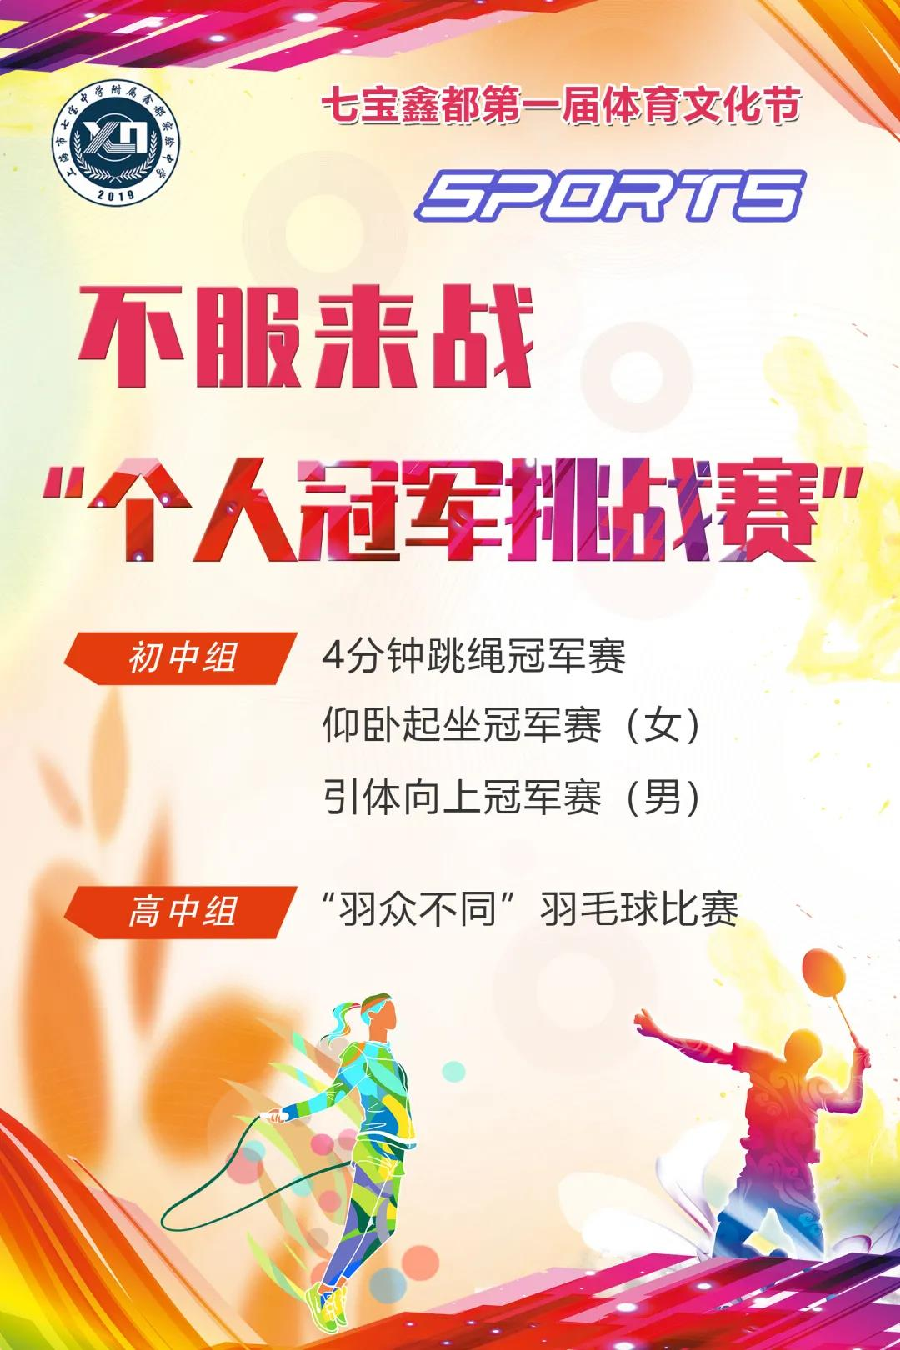 上海市七宝中学附属鑫都实验中学
2019
七宝鑫都第一届体育文化节
SPORTS
不服来战
“个人冠军挑战赛”
初中组
4分钟跳绳冠军赛
仰卧起坐冠军赛（女）
引体向上冠军赛（男）
高中组
“羽众不同”羽毛球比赛